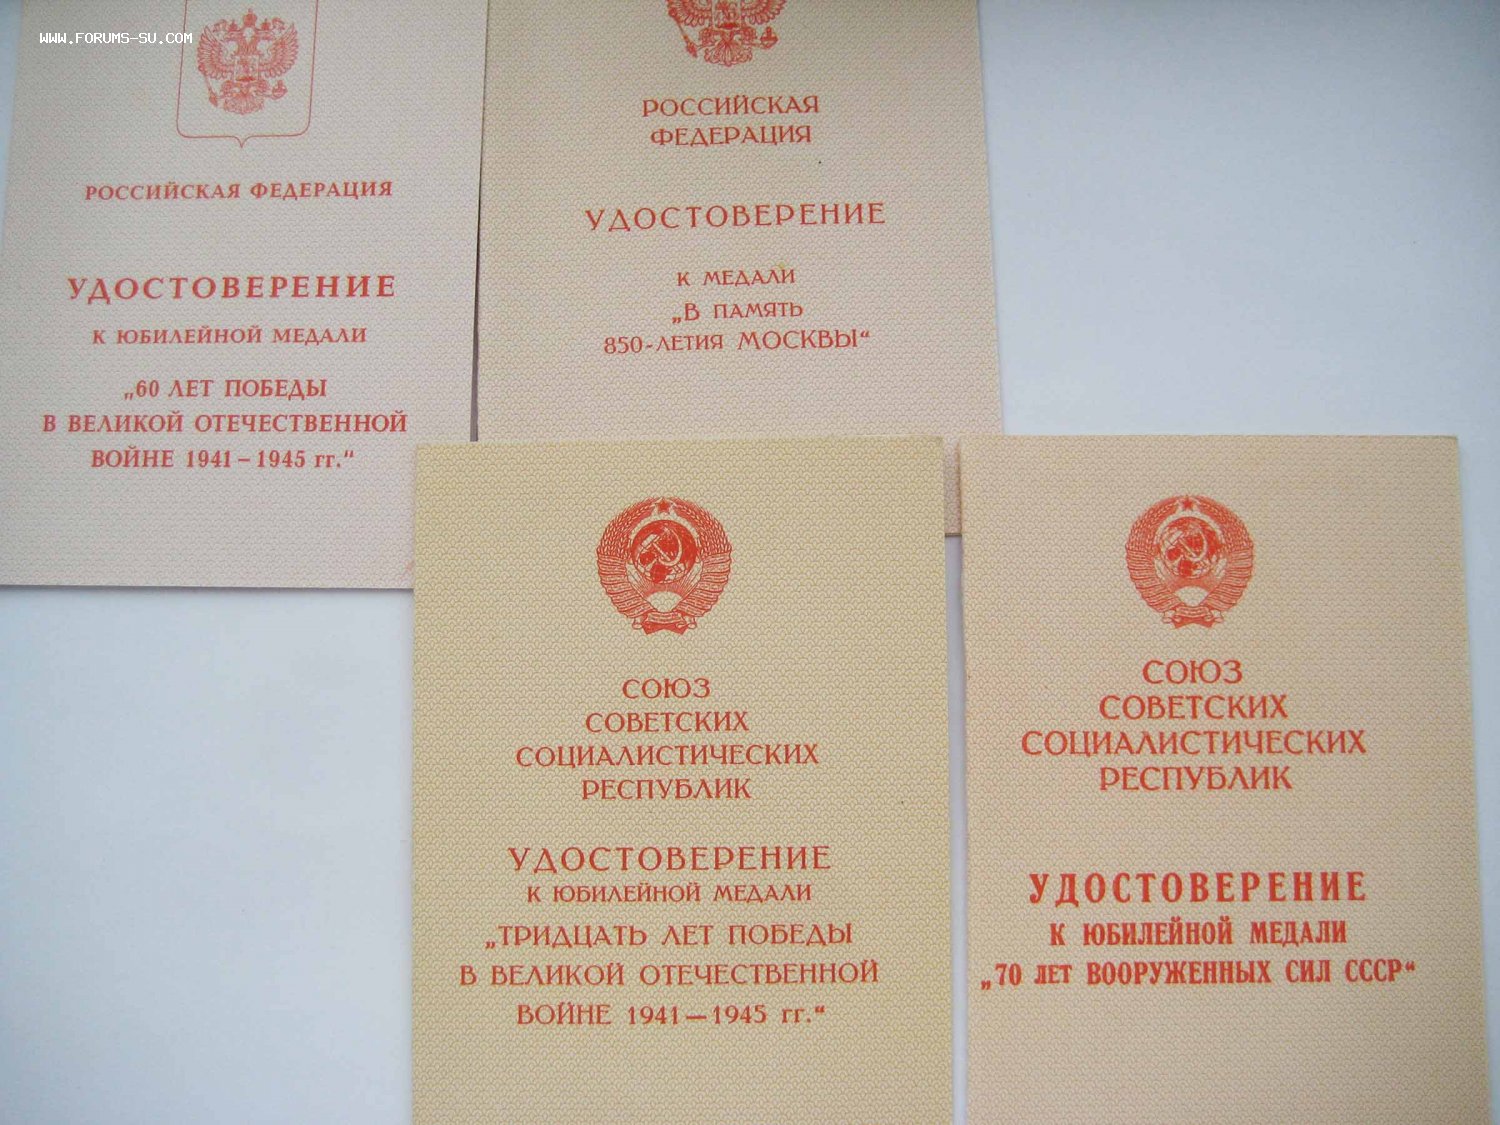 WWW.FORUMS-SU.COM
РОССИЙСКАЯ ФЕДЕРАЦИЯ
УДОСТОВЕРЕНИЕ
К ЮБИЛЕЙНОЙ МЕДАЛИ
„60 ЛЕТ ПОБЕДЫ
В ВЕЛИКОЙ ОТЕЧЕСТВЕННОЙ
ВОЙНЕ 1941 – 1945 гг.“
РОССИЙСКАЯ
ФЕДЕРАЦИЯ
УДОСТОВЕРЕНИЕ
К МЕДАЛИ
„В ПАМЯТЬ
850-ЛЕТИЯ МОСКВЫ“
СОЮЗ
СОВЕТСКИХ
СОЦИАЛИСТИЧЕСКИХ
РЕСПУБЛИК
УДОСТОВЕРЕНИЕ
К ЮБИЛЕЙНОЙ МЕДАЛИ
„ТРИДЦАТЬ ЛЕТ ПОБЕДЫ
В ВЕЛИКОЙ ОТЕЧЕСТВЕННОЙ
ВОЙНЕ 1941 — 1945 гг.“
СОЮЗ
СОВЕТСКИХ
СОЦИАЛИСТИЧЕСКИХ
РЕСПУБЛИК
УДОСТОВЕРЕНИЕ
К ЮБИЛЕЙНОЙ МЕДАЛИ
„70 ЛЕТ ВООРУЖЕННЫХ СИЛ СССР“